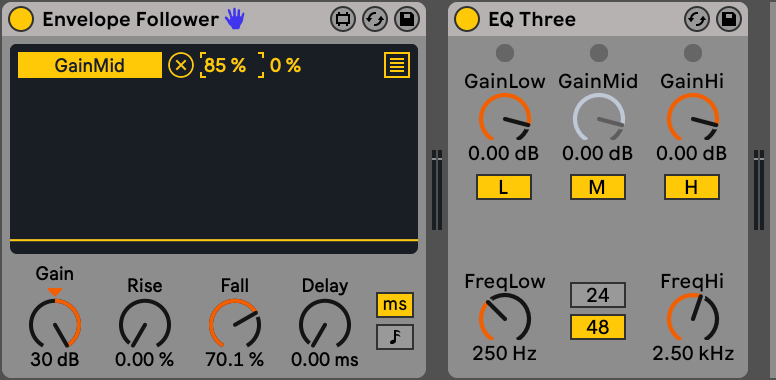 Envelope Follower
EQ Three
GainMid 85 % 0 %
GainLow GainMid GainHi
0.00 dB 0.00 dB 0.00 dB
L M H
Gain Rise Fall Delay
ms
30 dB 0.00 % 70.1 % 0.00 ms
FreqLow 24 FreqHi
48
250 Hz 2.50 kHz